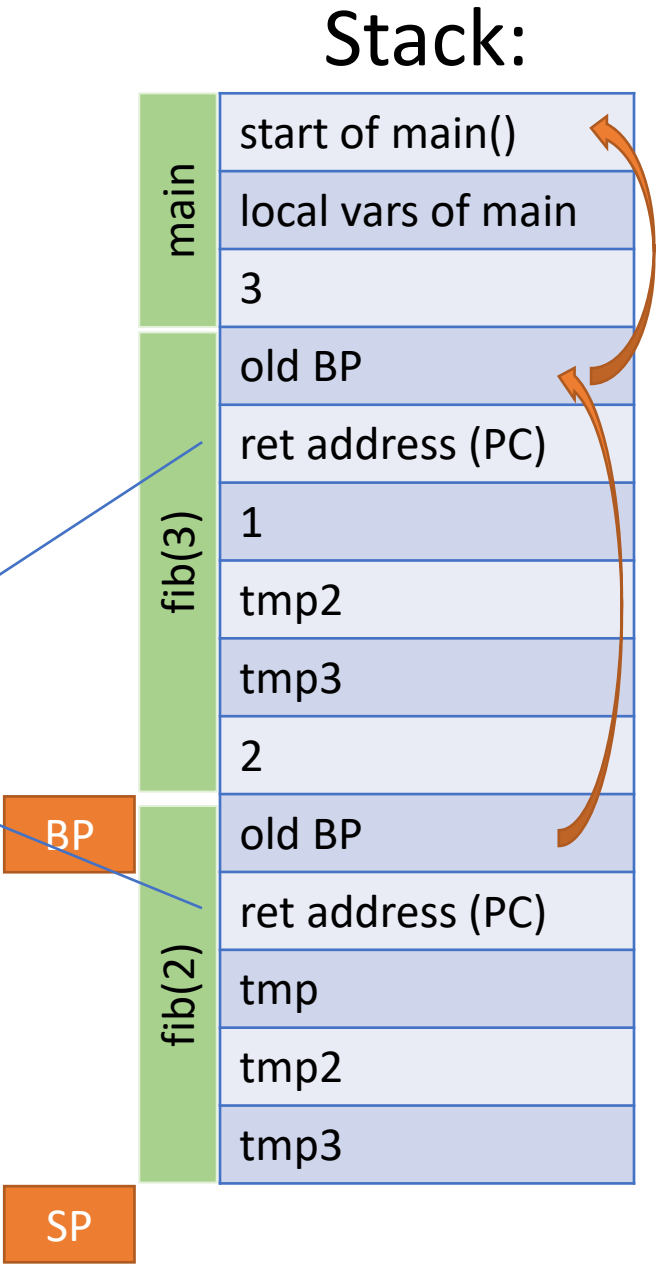 Stack:
main
start of main()
local vars of main
3
fib(3)
old BP
ret address (PC)
1
tmp2
tmp3
2
BP
fib(2)
old BP
ret address (PC)
tmp
tmp2
tmp3
SP